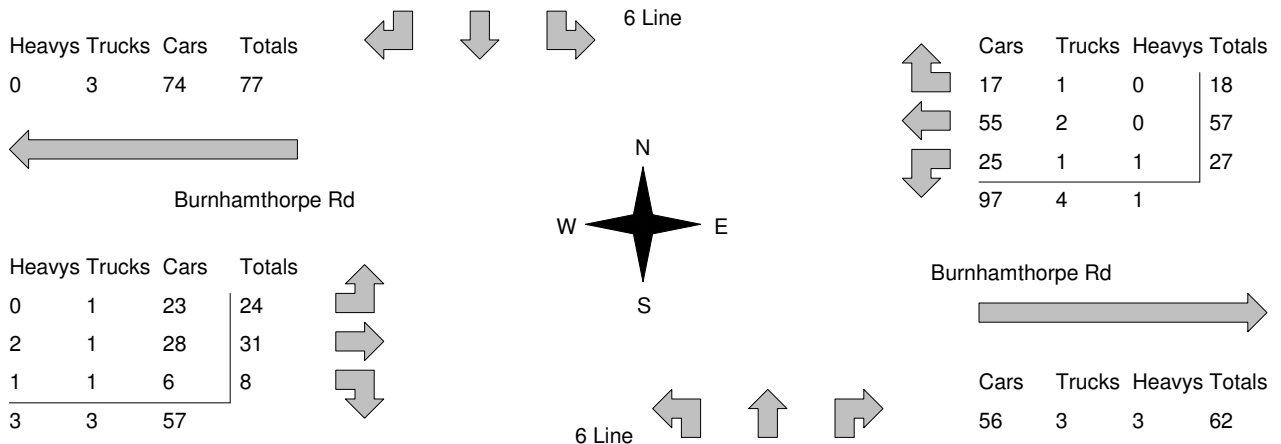 6 Line
Heavys Trucks Cars Totals
0 3 74 77
Cars Trucks Heavys Totals
17 1 0 18
55 2 0 57
25 1 1 27
97 4 1
Burnhamthorpe Rd
N
W E
S
Heavys Trucks Cars Totals
0 1 23 24
2 1 28 31
1 1 6 8
3 3 57
Burnhamthorpe Rd
Cars Trucks Heavys Totals
56 3 3 62
6 Line